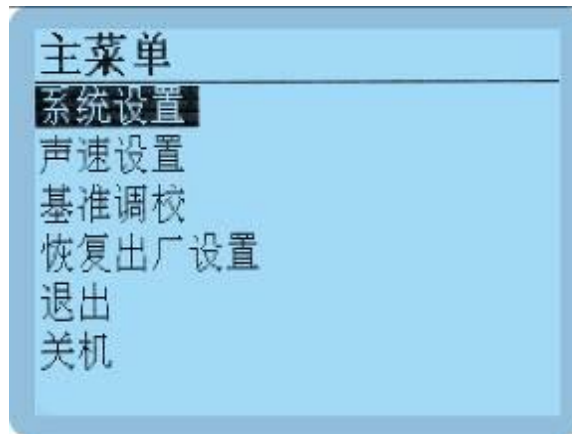 主菜单
系统设置
声速设置
基准调校
恢复出厂设置
退出
关机